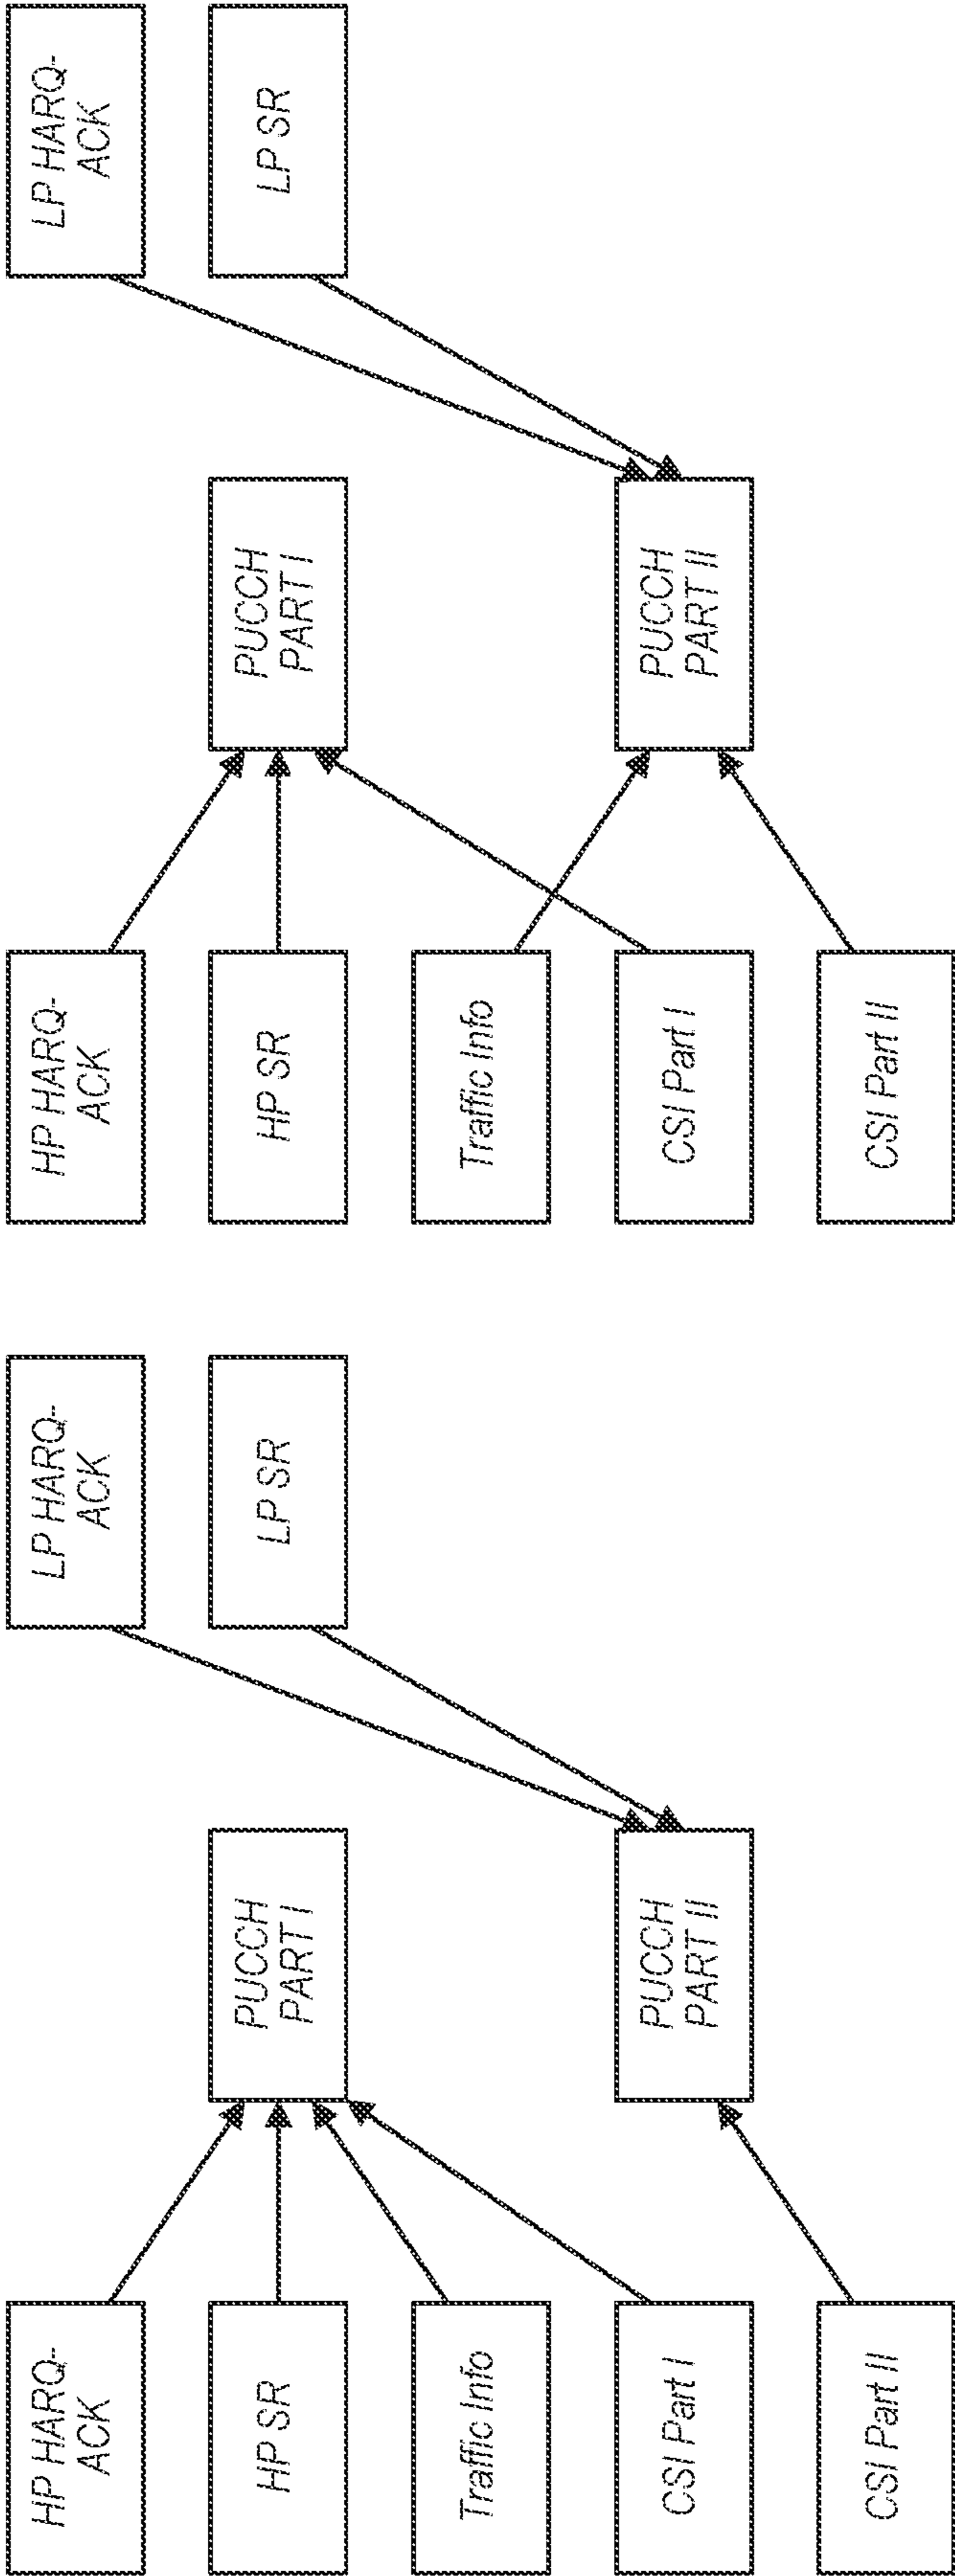 HP HARQ-
ACK
HP SR
Traffic Info
CSI Part I
CSI Part II
PUCCH
PART I
PUCCH
PART II
LP HARQ-
ACK
LP SR
HP HARQ-
ACK
HP SR
Traffic Info
CSI Part I
CSI Part II
PUCCH
PART I
PUCCH
PART II
LP HARQ-
ACK
LP SR